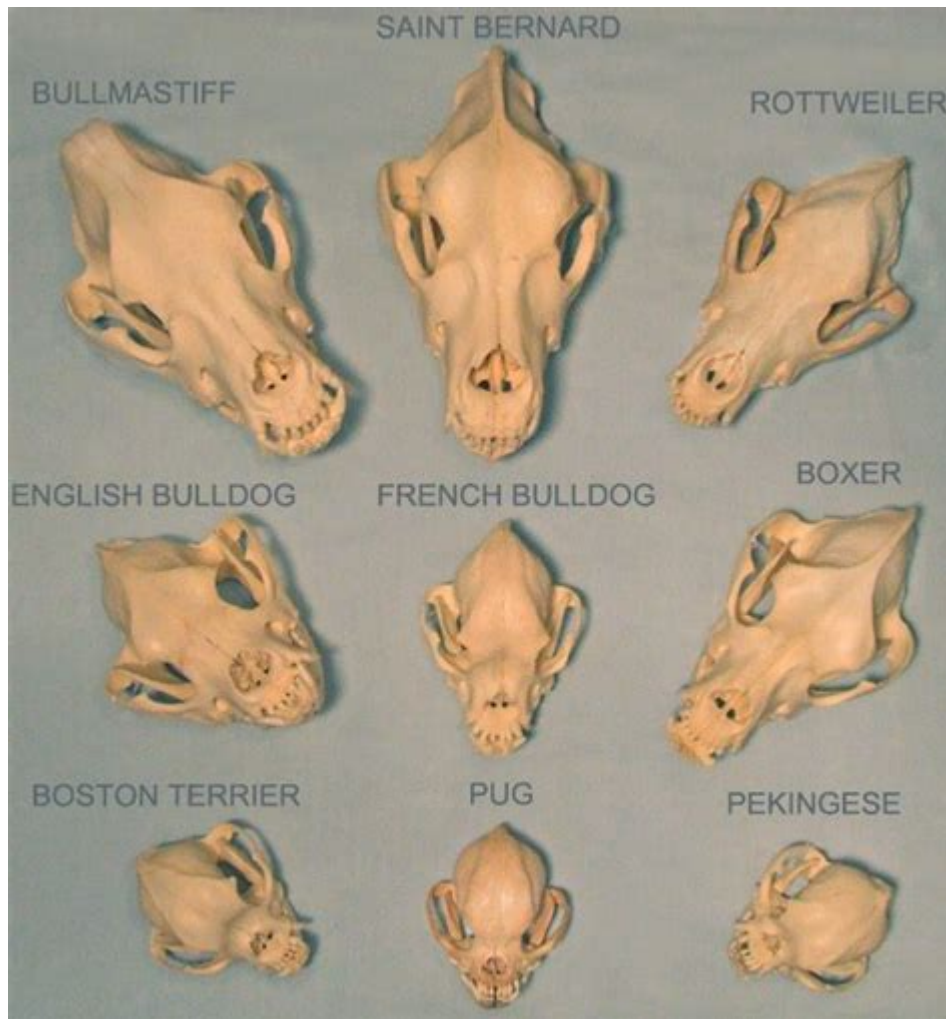 SAINT BERNARD
BULLMASTIFF
ROTTWEILER
ENGLISH BULLDOG
FRENCH BULLDOG
BOXER
BOSTON TERRIER
PUG
PEKINGESE